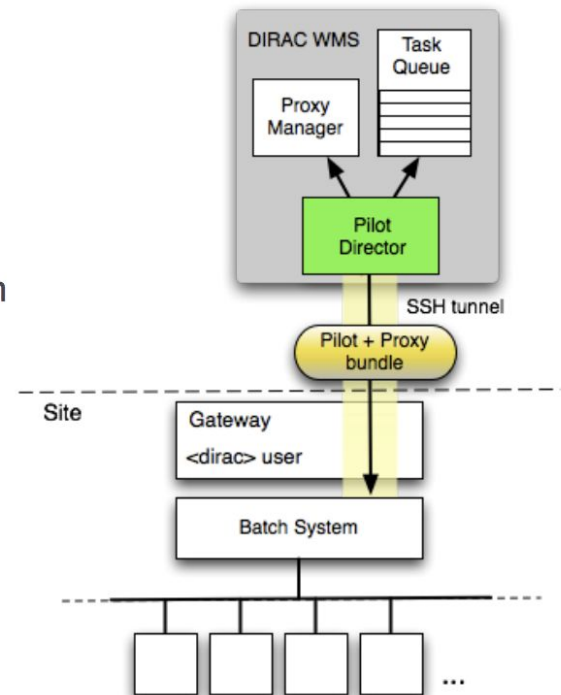 DIRAC WMS
Task
Queue
Proxy
Manager
Pilot
Director
n
SSH tunnel
Pilot + Proxy
bundle
Site
Gateway
<dirac> user
Batch System
...